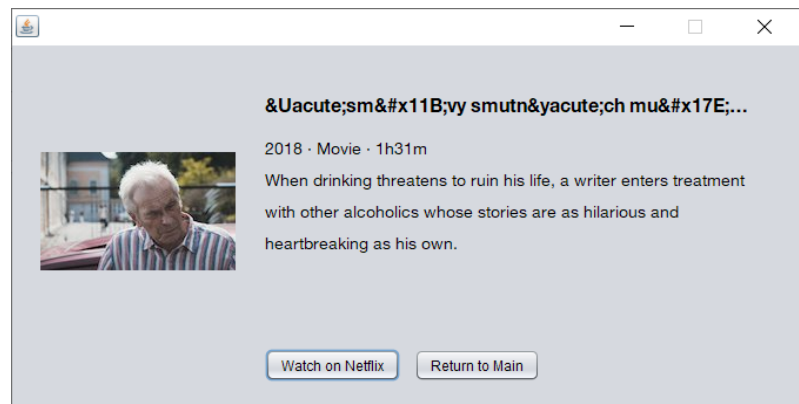 &Uacute;sm&#x11B;vy smutn&yacute;ch mu&#x17E;...
2018 · Movie · 1h31m
When drinking threatens to ruin his life, a writer enters treatment
with other alcoholics whose stories are as hilarious and
heartbreaking as his own.
Watch on Netflix
Return to Main